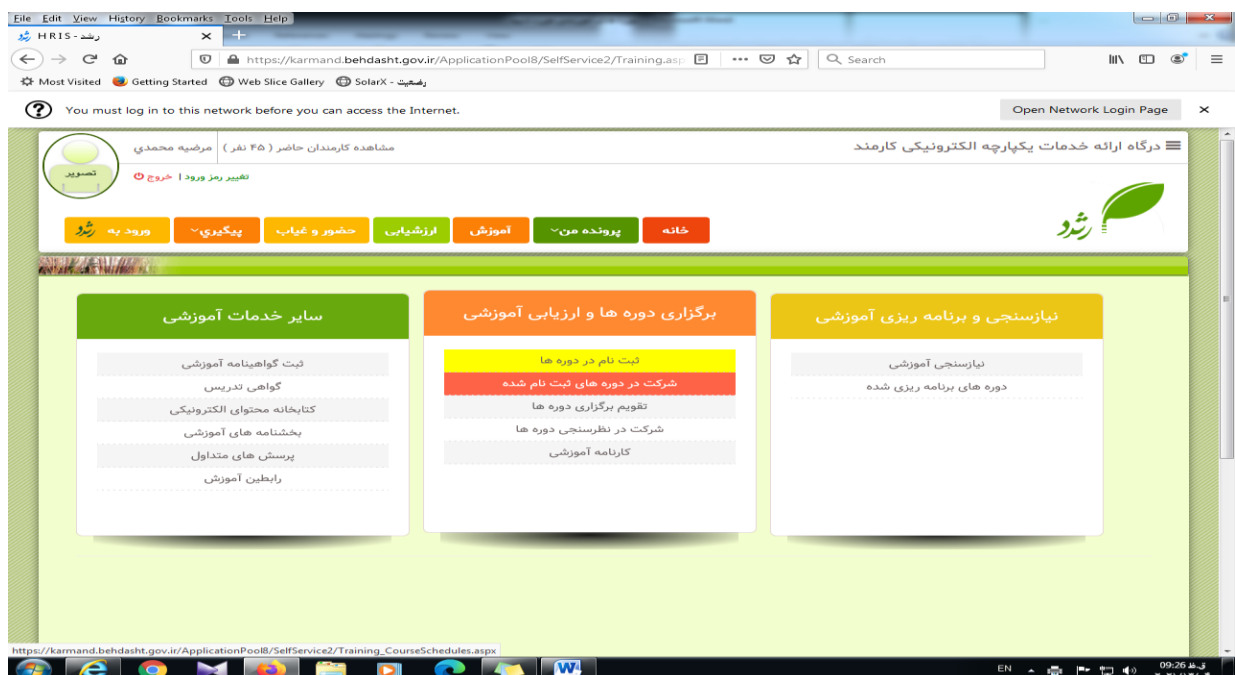 File Edit View History Bookmarks Tools Help
رشد - HRIS
https://karmand.behdasht.gov.ir/ApplicationPool8/SelfService2/Training.asp
Search
Most Visited Getting Started Web Slice Gallery SolarX - وضعیت
You must log in to this network before you can access the Internet.
Open Network Login Page
درگاه ارائه خدمات یکپارچه الکترونیکی کارمند
مشاهده کارمندان حاضر ( ۴۵ نفر ) مرضیه محمدي
تصویر
تغییر رمز ورود | خروج
رشد
خانه پرونده من آموزش ارزشیابی حضور و غیاب پیگیري ورود به رشد
نیازسنجی و برنامه ریزی آموزشی
نیازسنجی آموزشی
دوره های برنامه ریزی شده
برگزاری دوره ها و ارزیابی آموزشی
ثبت نام در دوره ها
شرکت در دوره های ثبت نام شده
تقویم برگزاری دوره ها
شرکت در نظرسنجی دوره ها
کارنامه آموزشی
سایر خدمات آموزشی
ثبت گواهینامه آموزشی
گواهی تدریس
کتابخانه محتوای الکترونیکی
بخشنامه های آموزشی
پرسش های متداول
رابطین آموزش
https://karmand.behdasht.gov.ir/ApplicationPool8/SelfService2/Training_CourseSchedules.aspx
EN
09:26 ق.ظ